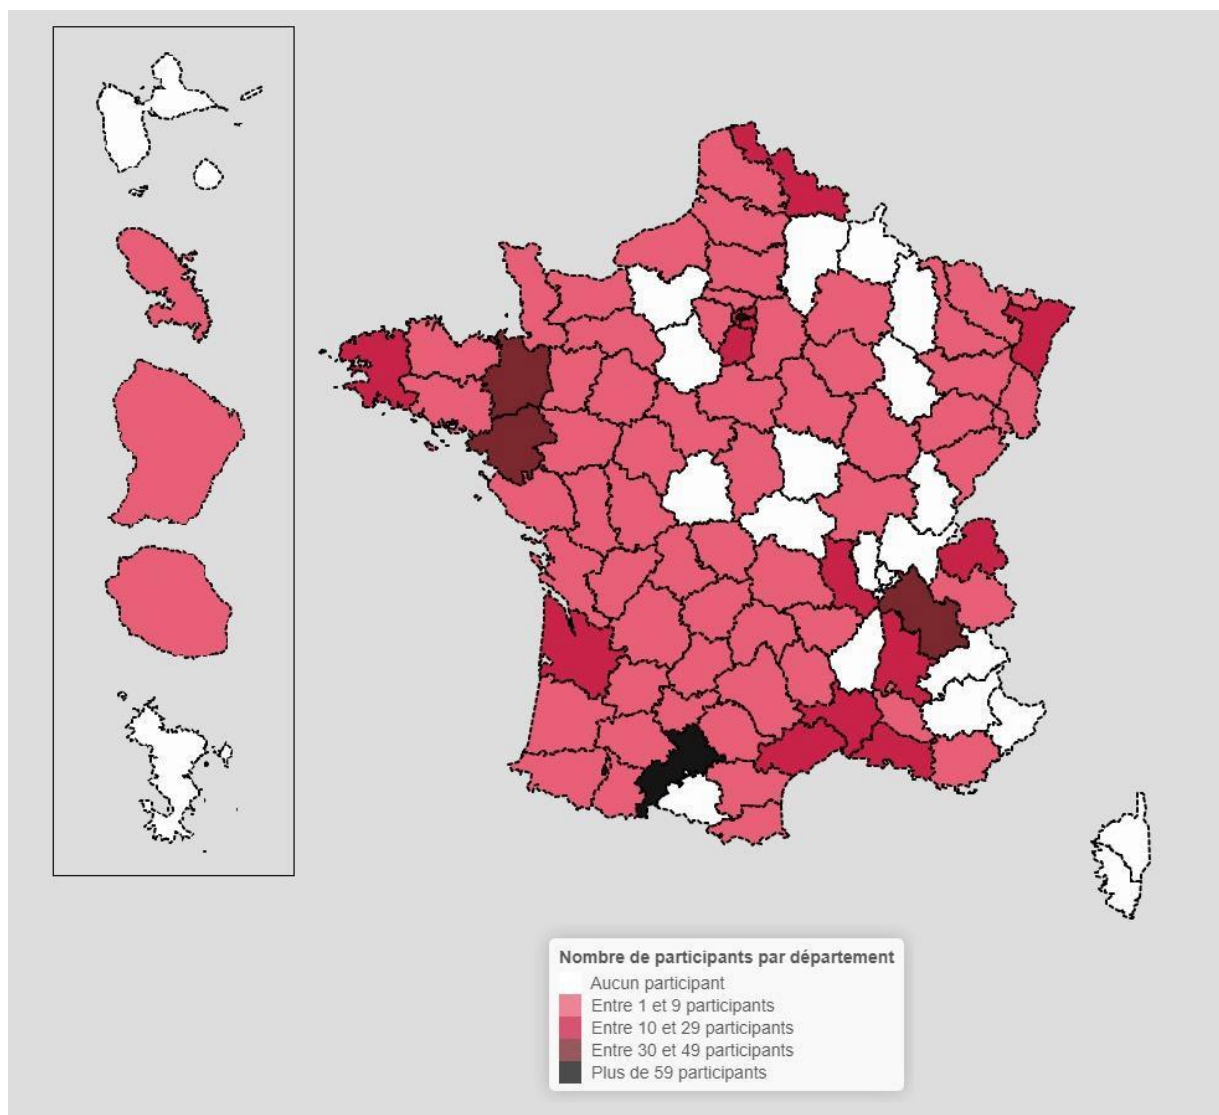 Nombre de participants par département
Aucun participant
Entre 1 et 9 participants
Entre 10 et 29 participants
Entre 30 et 49 participants
Plus de 59 participants